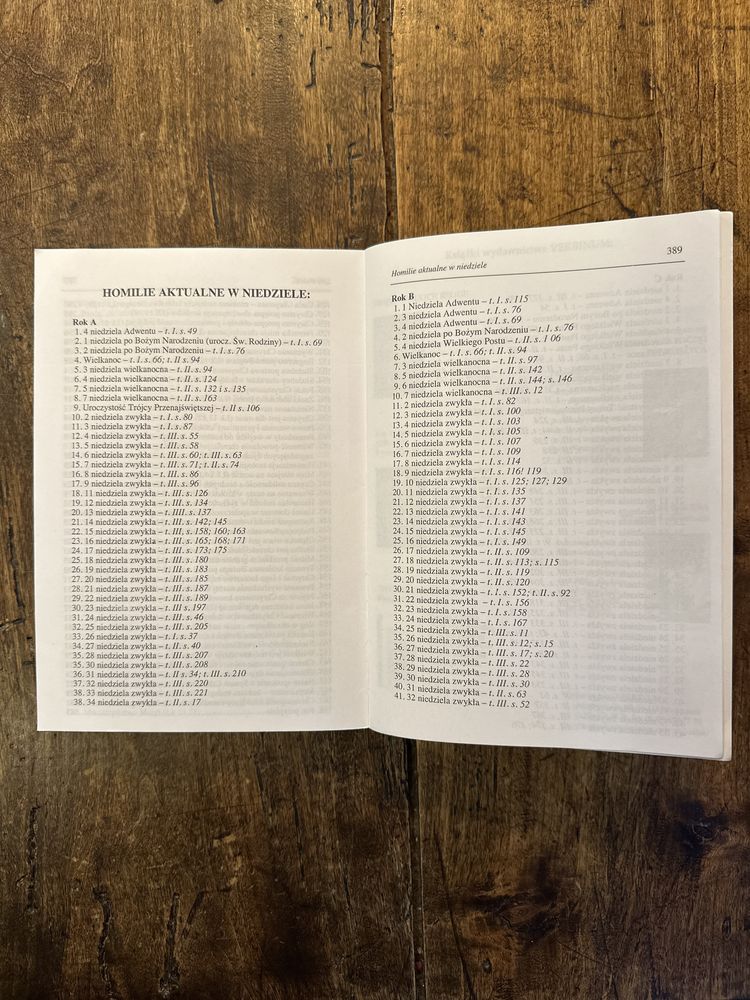 HOMILIE AKTUALNE W NIEDZIELE:
Rok A
1. 4 niedziela Adwentu – t. I. s. 49
2. 1 niedziela po Bożym Narodzeniu (urocz. Św. Rodziny) – t. I. s. 69
3. 2 niedziela po Bożym Narodzeniu – t. I. s. 76
4. Wielkanoc – t. I. s. 66; t. II s. 94
5. 3 niedziela wielkanocna – t. II. s. 94
6. 4 niedziela wielkanocna – t. II. s. 124
7. 5 niedziela wielkanocna – t. II. s. 132 i s. 135
8. 7 niedziela wielkanocna – t. II. s. 163
9. Uroczystość Trójcy Przenajświętszej – t. II s. 106
10. 2 niedziela zwykła – t. I. s. 80
11. 3 niedziela zwykła – t. I. s. 87
12. 4 niedziela zwykła – t. III. s. 55
13. 5 niedziela zwykła – t. III. s. 58
14. 6 niedziela zwykła – t. III. s. 60; t. III. s. 63
15. 7 niedziela zwykła – t. III. s. 71; t. II. s. 74
16. 8 niedziela zwykła – t. III. s. 86
17. 9 niedziela zwykła – t. III. s. 96
18. 11 niedziela zwykła – t. III. s. 126
19. 12 niedziela zwykła – t. III. s. 134
20. 13 niedziela zwykła – t. IIII. s. 137
21. 14 niedziela zwykła – t. III. s. 142; 145
22. 15 niedziela zwykła – t. III, s. 158; 160; 163
23. 16 niedziela zwykła – t. III. s. 165; 168; 171
24. 17 niedziela zwykła – t. III. s. 173; 175
25. 18 niedziela zwykła – t. III. s. 180
26. 19 niedziela zwykła – t. III. s. 183
27. 20 niedziela zwykła – t. III. s. 185
28. 21 niedziela zwykła – t. III. s. 187
29. 22 niedziela zwykła – t. III. s. 189
30. 23 niedziela zwykła – t. III s, 197
31. 24 niedziela zwykła – t. III. s. 46
32. 25 niedziela zwykła – t. III. s. 205
33. 26 niedziela zwykła – t. I. s. 37
34. 27 niedziela zwykła – t. II. s. 40
35. 28 niedziela zwykła – t. III. s. 207
35. 30 niedziela zwykła – t. III. s. 208
36. 31 niedziela zwykła – t. II s. 34; t. III. s. 210
37. 32 niedziela zwykła – t. III. s. 220
38. 33 niedziela zwykła – t. III. s. 221
38. 34 niedziela zwykła – t. II. s. 17
Homilie aktualne w niedziele 389
Rok B
1. 1 Niedziela Adwentu – t. I. s. 115
2. 3 niedziela Adwentu – t. I. s. 76
3. 4 niedziela Adwentu – t. I. s. 69
4. 2 niedziela po Bożym Narodzeniu – t. I. s. 76
5. 4 niedziela Wielkiego Postu – t. II. s. 1 06
6. Wielkanoc – t. I. s. 66; t. II. s. 94
7. 3 niedziela wielkanocna – t. II. s. 97
8. 5 niedziela wielkanocna – t. II. s. 142
9. 6 niedziela wielkanocna – t. II. s. 144; s. 146
10. 7 niedziela wielkanocna – t. III. s. 12
11. 2 niedziela zwykła – t. I. s. 82
12. 3 niedziela zwykła – t. I. s. 100
13. 4 niedziela zwykła – t. I. s. 103
14. 5 niedziela zwykła – t. I. s. 105
15. 6 niedziela zwykła – t. I. s. 107
16. 7 niedziela zwykła – t. I. s. 109
17. 8 niedziela zwykła – t. I. s. 114
18. 9 niedziela zwykła – t. I. s. 116! 119
19. 10 niedziela zwykła – t. I. s. 125; 127; 129
20. 11 niedziela zwykła – t. I. s. 135
21. 12 niedziela zwykła – t. I. s. 137
22. 13 niedziela zwykła – t. I. s. 141
23. 14 niedziela zwykła – t. I. s. 143
24. 15 niedziela zwykła – t. I. s. 145
25. 16 niedziela zwykła – t. I. s. 149
26. 17 niedziela zwykła – t. II. s. 109
27. 18 niedziela zwykła – t. II. s. 113; s. 115
28. 19 niedziala zwykła – t. II. s. 119
29. 20 niedziela zwykła – t. II. s. 120
30. 21 niedziela zwykła – t. I. s. 152; t. II. s. 92
31. 22 niedziela zwykła – t. I. s. 156
32. 23 niedziela zwykła – t. I. s. 158
33. 24 niedziela zwykła – t. I. s. 167
34. 25 niedziela zwykła – t. III. s. 11
35. 26 niedziela zwykła – t. III. s. 12; s. 15
36. 27 niedziela zwykła – t. III. s. 17; s. 20
37. 28 niedziela zwykła – t. III. s. 22
38. 29 niedziela zwykła – t. III. s. 28
39. 30 niedziela zwykła – t. III. s. 30
40. 31 niedziela zwykła – t. II. s. 63
41. 32 niedziela zwykła – t. III. s. 52